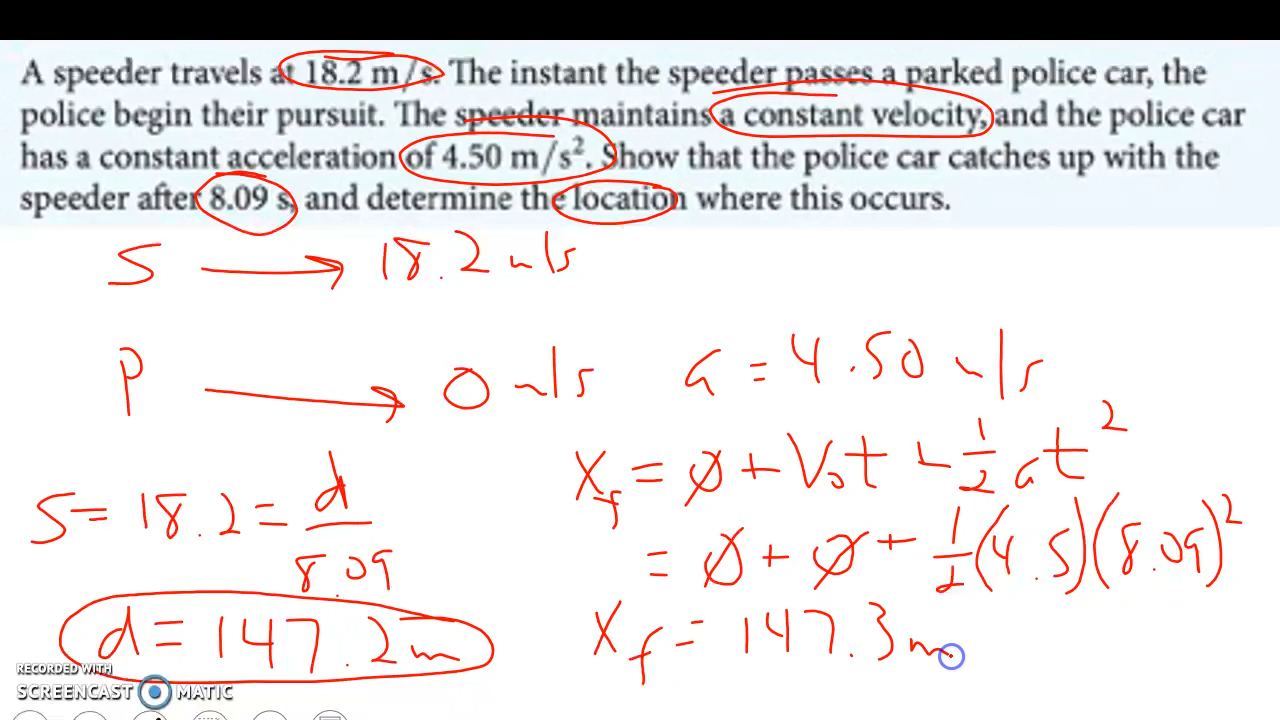 A speeder travels at 18.2 m/s. The instant the speeder passes a parked police car, the
police begin their pursuit. The speeder maintains a constant velocity, and the police car
has a constant acceleration of 4.50 m/s². Show that the police car catches up with the
speeder after 8.09 s, and determine the location where this occurs.
S → 18.2 m/s
P → 0 m/s a = 4.50 m/s
S = 18.2 = d/8.09
d = 147.2 m
X_f = ∅ + V₀t + ½at²
= ∅ + ∅ + ½(4.5)(8.09)²
X_f = 147.3 m
RECORDED WITH
SCREENCAST MATIC